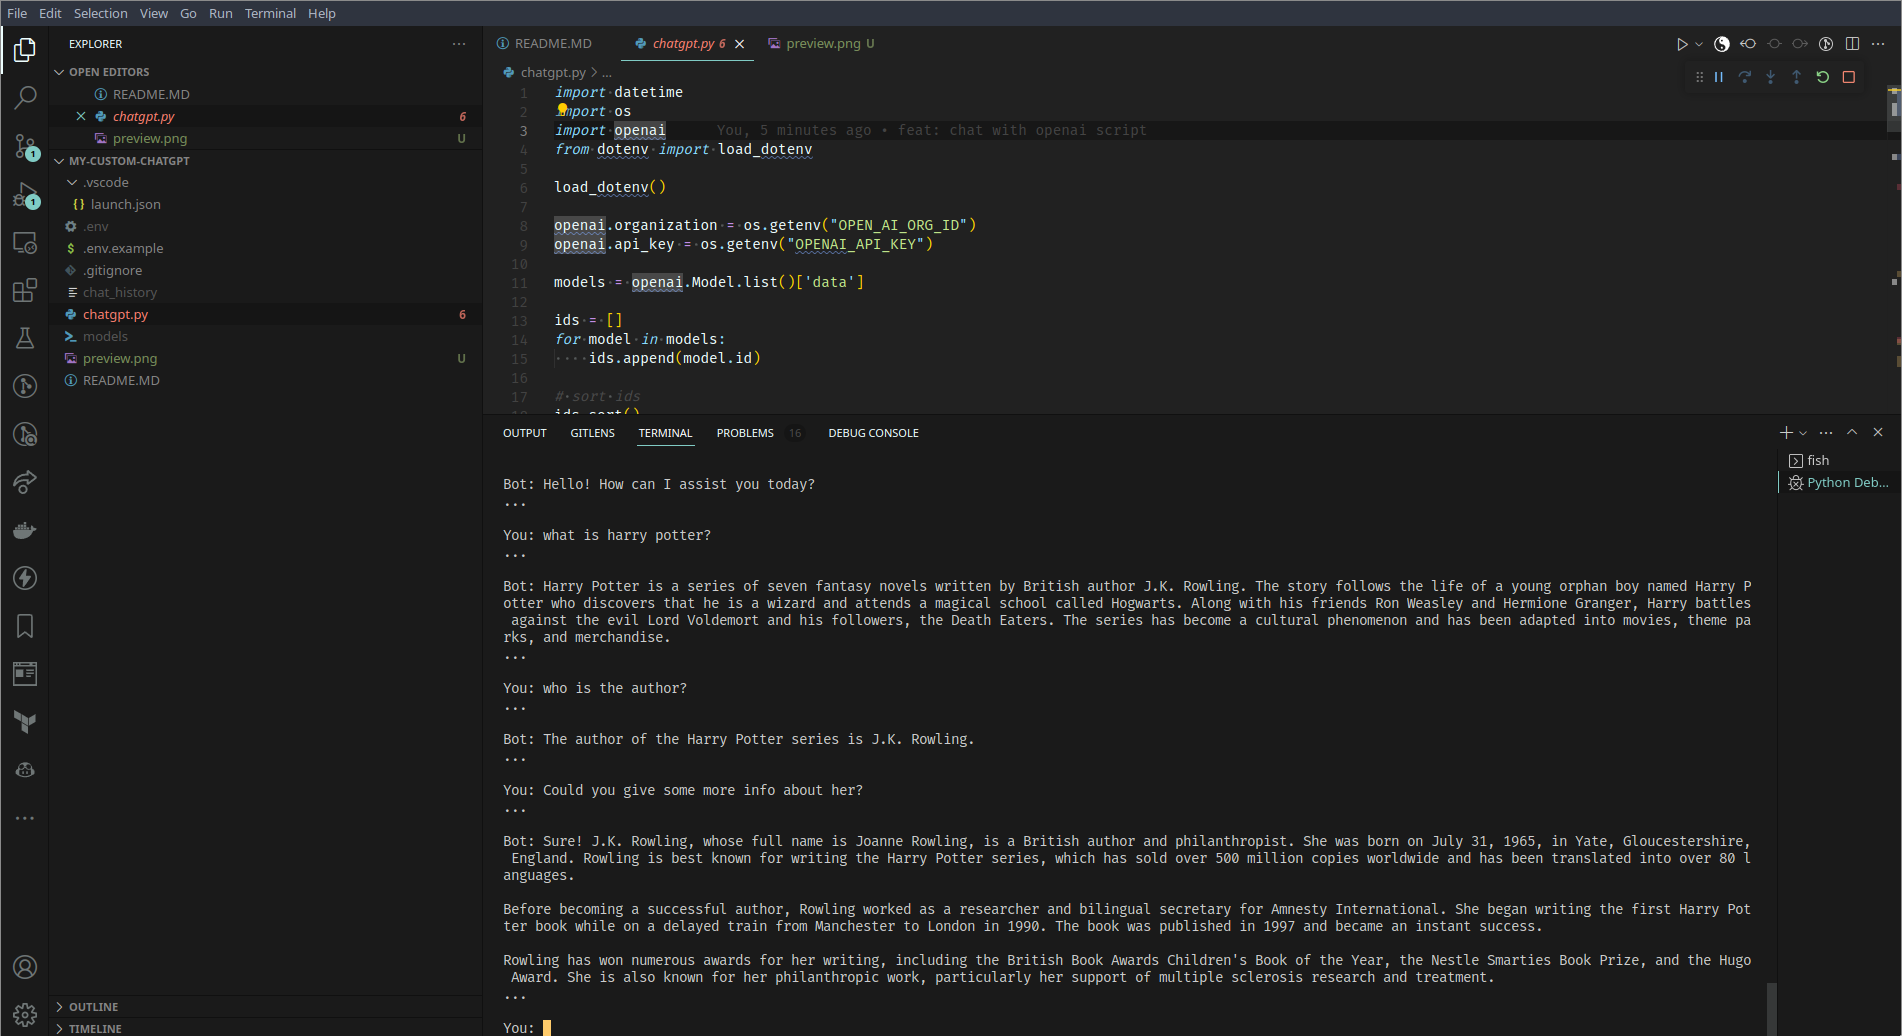 File Edit Selection View Go Run Terminal Help
EXPLORER
OPEN EDITORS
README.MD
chatgpt.py 6
preview.png U
MY-CUSTOM-CHATGPT
.vscode
launch.json
.env
.env.example
.gitignore
chat_history
chatgpt.py 6
models
preview.png U
README.MD
OUTLINE
TIMELINE
1
1
README.MD chatgpt.py 6 preview.png U
chatgpt.py > ...
1 import datetime
2 import os
3 import openai You, 5 minutes ago • feat: chat with openai script
4 from dotenv import load_dotenv
5
6 load_dotenv()
7
8 openai.organization = os.getenv("OPEN_AI_ORG_ID")
9 openai.api_key = os.getenv("OPENAI_API_KEY")
10
11 models = openai.Model.list()['data']
12
13 ids = []
14 for model in models:
15 ids.append(model.id)
16
17 # sort ids
ids.sort()
OUTPUT GITLENS TERMINAL PROBLEMS 16 DEBUG CONSOLE
fish
Python Deb...
Bot: Hello! How can I assist you today?
...
You: what is harry potter?
...
Bot: Harry Potter is a series of seven fantasy novels written by British author J.K. Rowling. The story follows the life of a young orphan boy named Harry P
otter who discovers that he is a wizard and attends a magical school called Hogwarts. Along with his friends Ron Weasley and Hermione Granger, Harry battles
against the evil Lord Voldemort and his followers, the Death Eaters. The series has become a cultural phenomenon and has been adapted into movies, theme pa
rks, and merchandise.
...
You: who is the author?
...
Bot: The author of the Harry Potter series is J.K. Rowling.
...
You: Could you give some more info about her?
...
Bot: Sure! J.K. Rowling, whose full name is Joanne Rowling, is a British author and philanthropist. She was born on July 31, 1965, in Yate, Gloucestershire,
England. Rowling is best known for writing the Harry Potter series, which has sold over 500 million copies worldwide and has been translated into over 80 l
anguages.
Before becoming a successful author, Rowling worked as a researcher and bilingual secretary for Amnesty International. She began writing the first Harry Pot
ter book while on a delayed train from Manchester to London in 1990. The book was published in 1997 and became an instant success.
Rowling has won numerous awards for her writing, including the British Book Awards Children's Book of the Year, the Nestle Smarties Book Prize, and the Hugo
Award. She is also known for her philanthropic work, particularly her support of multiple sclerosis research and treatment.
...
You: